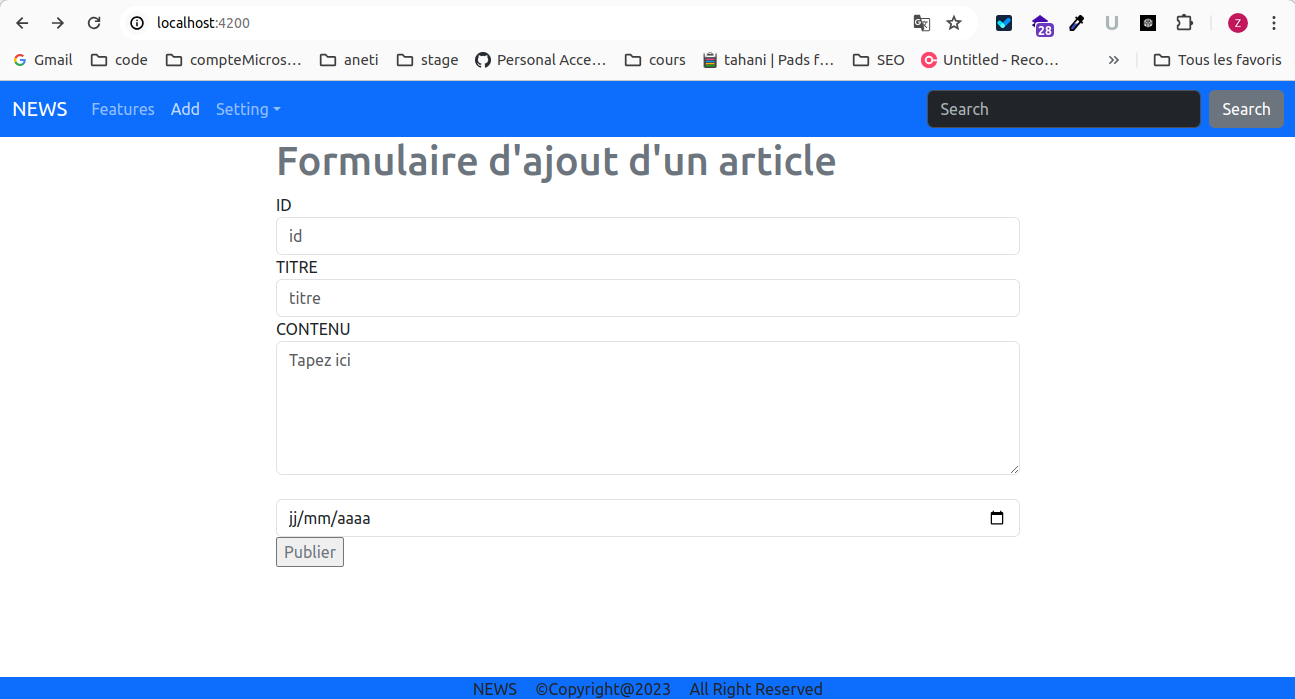 localhost:4200
28 U Z
Gmail code compteMicros... aneti stage Personal Acce... cours tahani | Pads f... SEO Untitled - Reco... » Tous les favoris
NEWS Features Add Setting Search Search
Formulaire d'ajout d'un article
ID
id
TITRE
titre
CONTENU
Tapez ici
jj/mm/aaaa
Publier
NEWS ©Copyright@2023 All Right Reserved